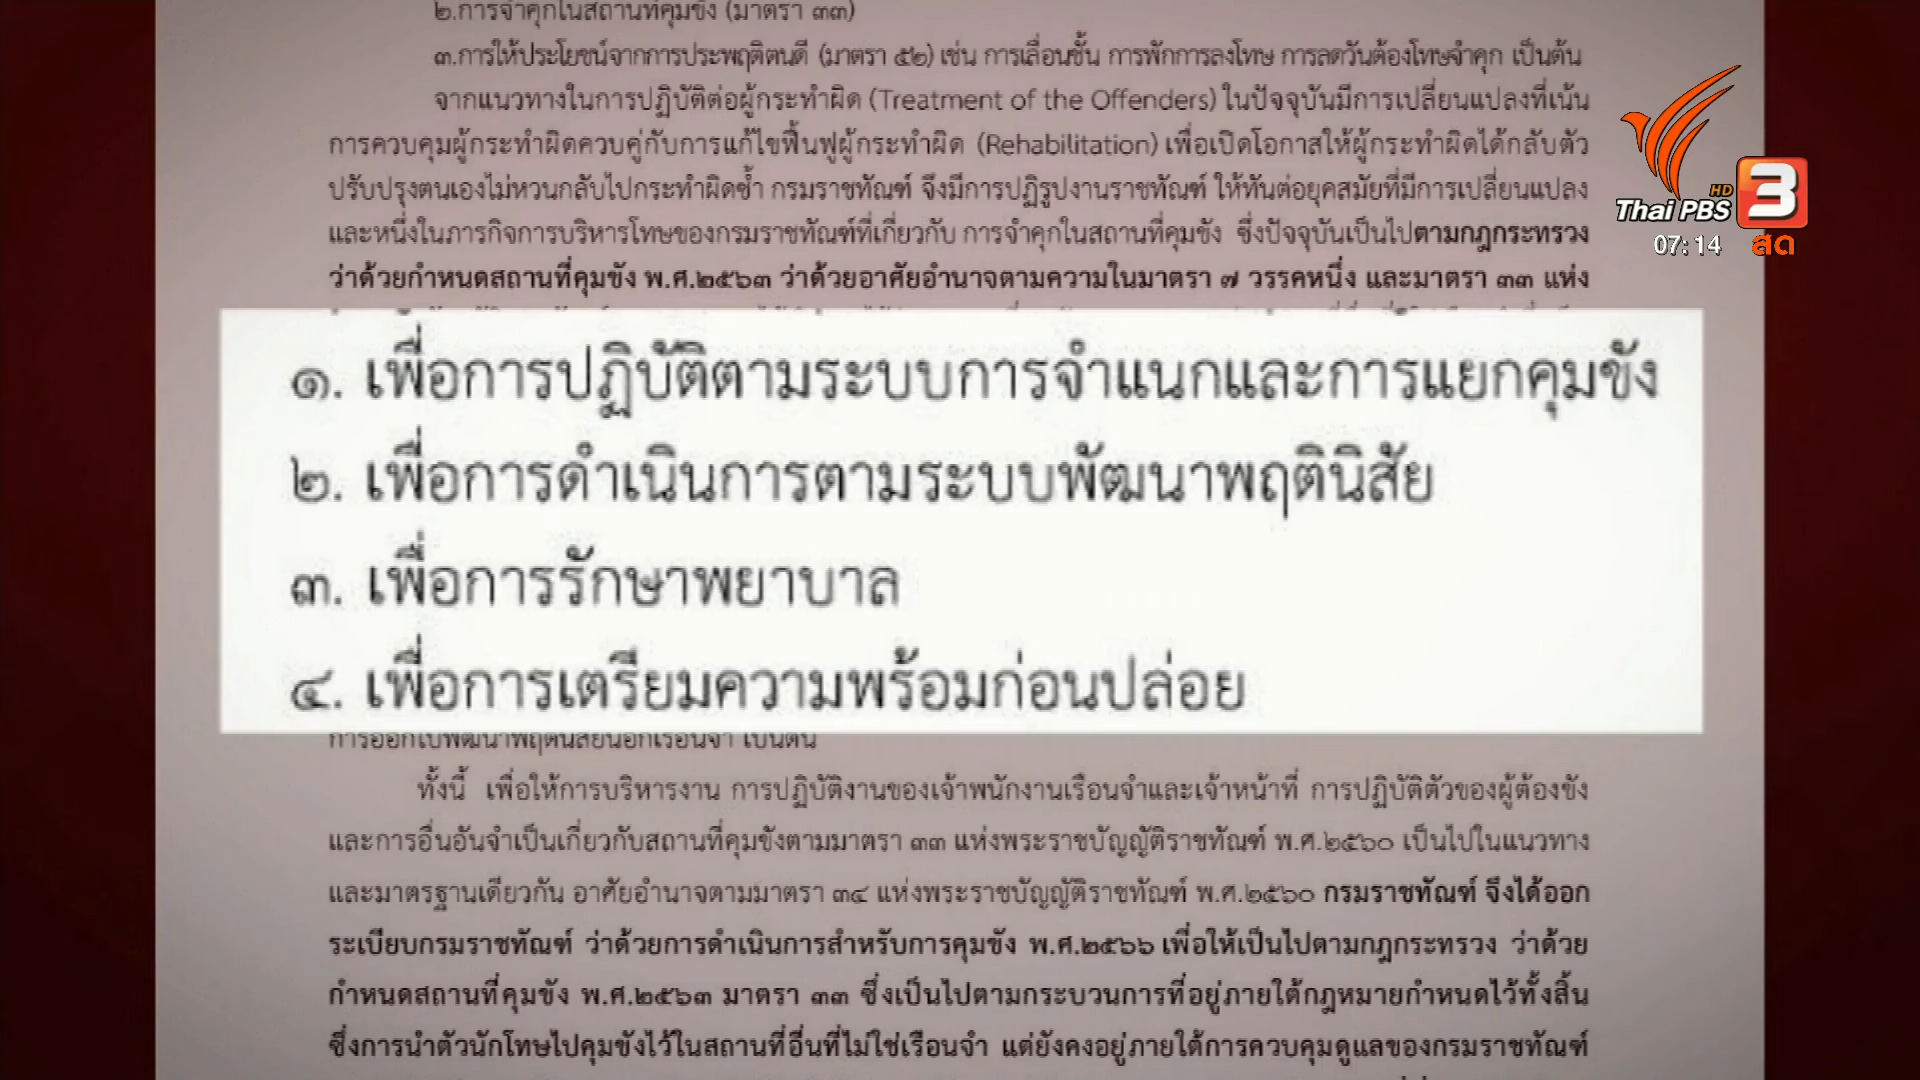 ๒.การจำคุกในสถานที่คุมขัง (มาตรา ๓๓)
๓.การให้ประโยชน์จากการประพฤติตนดี (มาตรา ๕๒) เช่น การเลื่อนชั้น การพักการลงโทษ การลดวันต้องโทษจำคุก เป็นต้น
จากแนวทางในการปฏิบัติต่อผู้กระทำผิด (Treatment of the Offenders) ในปัจจุบันมีการเปลี่ยนแปลงที่เน้น
การควบคุมผู้กระทำผิดควบคู่กับการแก้ไขฟื้นฟูผู้กระทำผิด (Rehabilitation) เพื่อเปิดโอกาสให้ผู้กระทำผิดได้กลับตัว
ปรับปรุงตนเองไม่หวนกลับไปกระทำผิดซ้ำ กรมราชทัณฑ์ จึงมีการปฏิรูปงานราชทัณฑ์ ให้ทันต่อยุคสมัยที่มีการเปลี่ยนแปลง
และหนึ่งในภารกิจการบริหารโทษของกรมราชทัณฑ์ที่เกี่ยวกับ การจำคุกในสถานที่คุมขัง ซึ่งปัจจุบันเป็นไปตามกฎกระทรวง
ว่าด้วยกำหนดสถานที่คุมขัง พ.ศ.๒๕๖๓ ว่าด้วยอาศัยอำนาจตามความในมาตรา ๗ วรรคหนึ่ง และมาตรา ๓๓ แห่ง
Thai PBS HD 3
07:14 สด
๑. เพื่อการปฏิบัติตามระบบการจำแนกและการแยกคุมขัง
๒. เพื่อการดำเนินการตามระบบพัฒนาพฤตินิสัย
๓. เพื่อการรักษาพยาบาล
๔. เพื่อการเตรียมความพร้อมก่อนปล่อย
การออกไปพัฒนาพฤตินิสัยนอกเรือนจำ เป็นต้น
ทั้งนี้ เพื่อให้การบริหารงาน การปฏิบัติงานของเจ้าพนักงานเรือนจำและเจ้าหน้าที่ การปฏิบัติตัวของผู้ต้องขัง
และการอื่นอันจำเป็นเกี่ยวกับสถานที่คุมขังตามมาตรา ๓๓ แห่งพระราชบัญญัติราชทัณฑ์ พ.ศ.๒๕๖๐ เป็นไปในแนวทาง
และมาตรฐานเดียวกัน อาศัยอำนาจตามมาตรา ๓๔ แห่งพระราชบัญญัติราชทัณฑ์ พ.ศ.๒๕๖๐ กรมราชทัณฑ์ จึงได้ออก
ระเบียบกรมราชทัณฑ์ ว่าด้วยการดำเนินการสำหรับการคุมขัง พ.ศ.๒๕๖๖ เพื่อให้เป็นไปตามกฎกระทรวง ว่าด้วย
กำหนดสถานที่คุมขัง พ.ศ.๒๕๖๓ มาตรา ๓๓ ซึ่งเป็นไปตามกระบวนการที่อยู่ภายใต้กฎหมายกำหนดไว้ทั้งสิ้น
ซึ่งการนำตัวนักโทษไปคุมขังไว้ในสถานที่อื่นที่ไม่ใช่เรือนจำ แต่ยังคงอยู่ภายใต้การควบคุมดูแลของกรมราชทัณฑ์